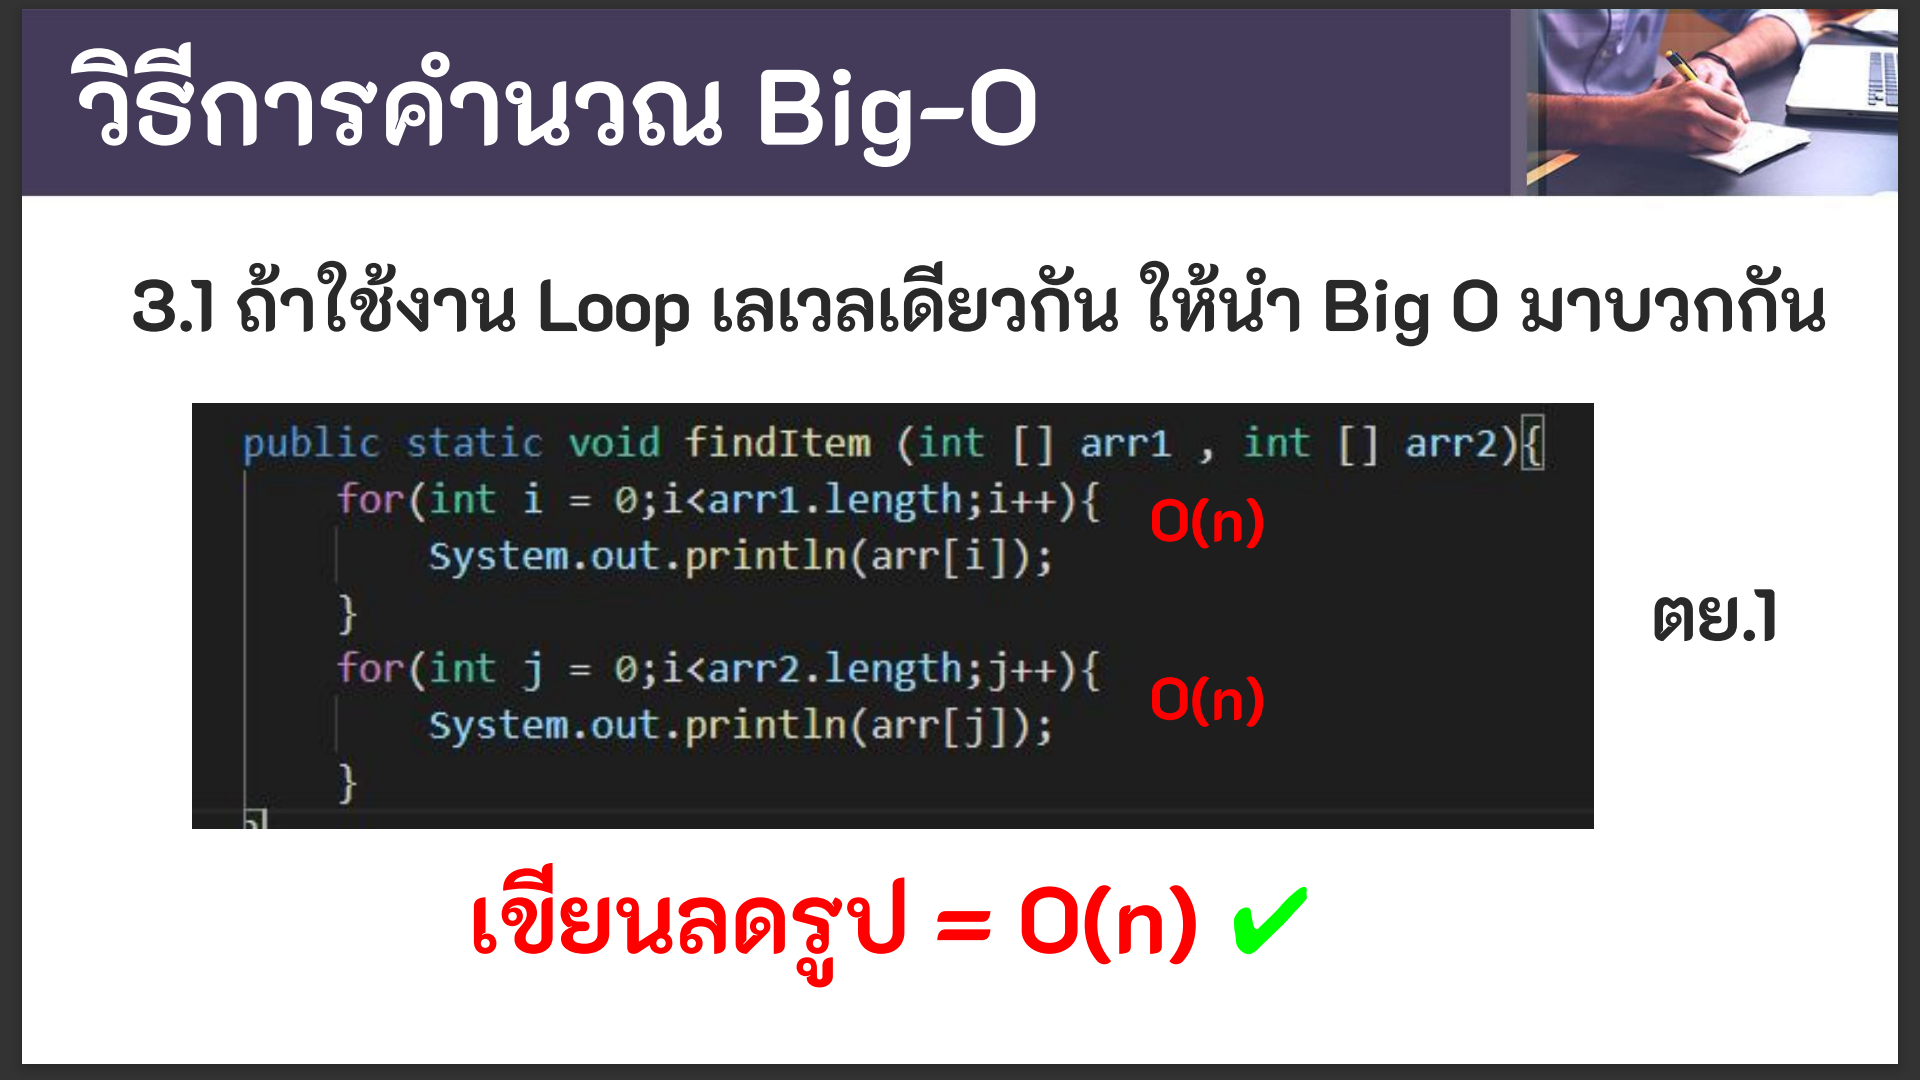 วิธีการคำนวณ Big-O
3.1 ถ้าใช้งาน Loop เลเวลเดียวกัน ให้นำ Big O มาบวกกัน
public static void findItem (int [] arr1 , int [] arr2){
for(int i = 0;i<arr1.length;i++){
O(n)
System.out.println(arr[i]);
}
ตย.1
for(int j = 0;i<arr2.length;j++){
O(n)
System.out.println(arr[j]);
}
}
เขียนลดรูป = O(n) ✔